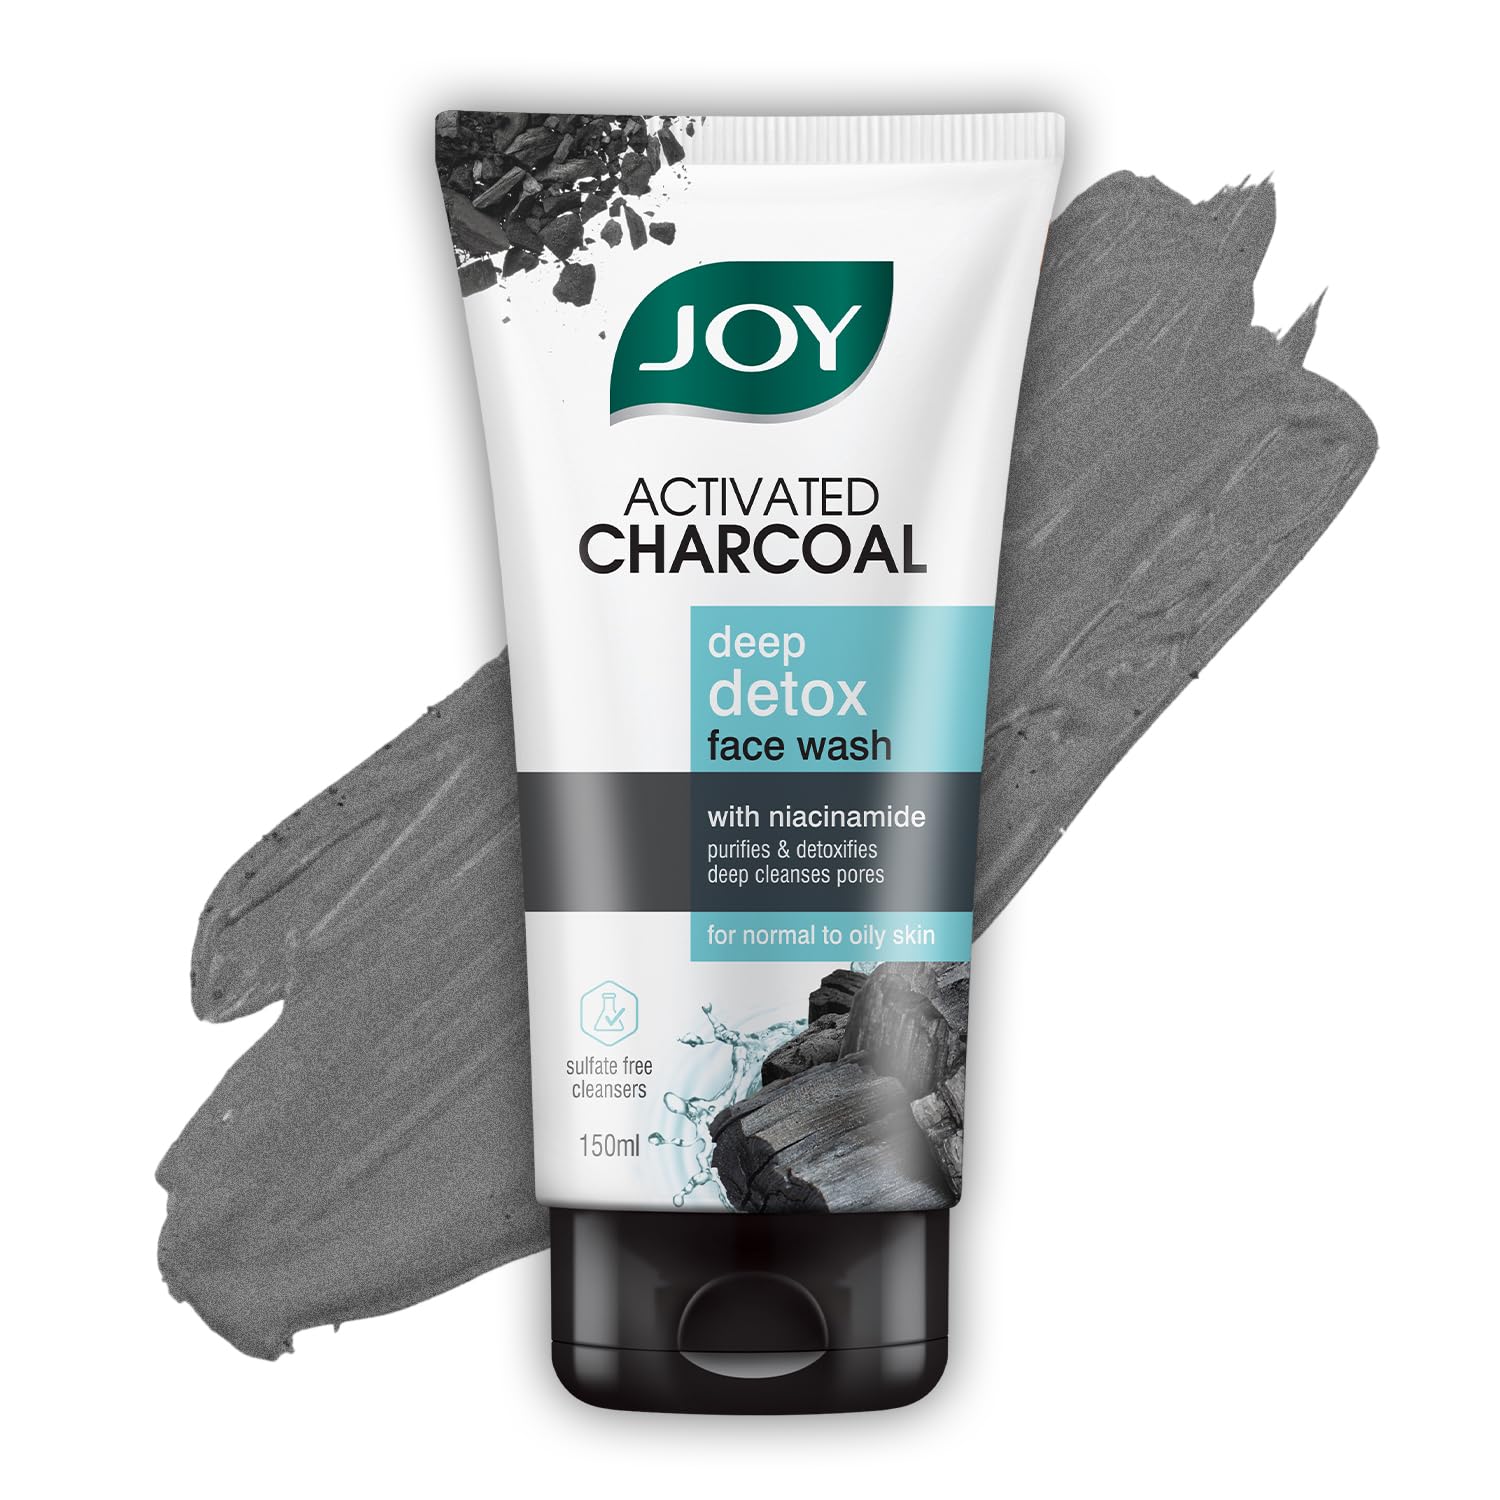 JOY
ACTIVATED
CHARCOAL
deep
detox
face wash
with niacinamide
purifies & detoxifies
deep cleanses pores
for normal to oily skin
sulfate free
cleansers
150ml